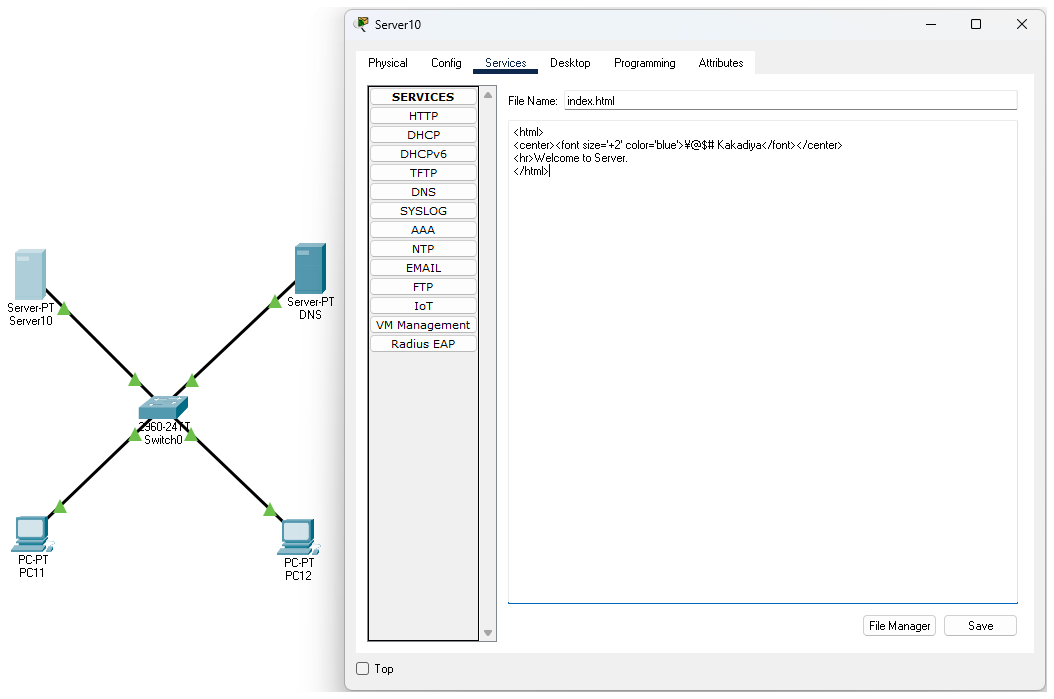 Server10
Physical Config Services Desktop Programming Attributes
SERVICES
HTTP
DHCP
DHCPv6
TFTP
DNS
SYSLOG
AAA
NTP
EMAIL
FTP
IoT
VM Management
Radius EAP
File Name: index.html
<html>
<center><font size='+2' color='blue'>¥@$# Kakadiya</font></center>
<hr>Welcome to Server.
</html>
File Manager Save
Top
Server-PT
Server10
Server-PT
DNS
2960-24TT
Switch0
PC-PT
PC11
PC-PT
PC12